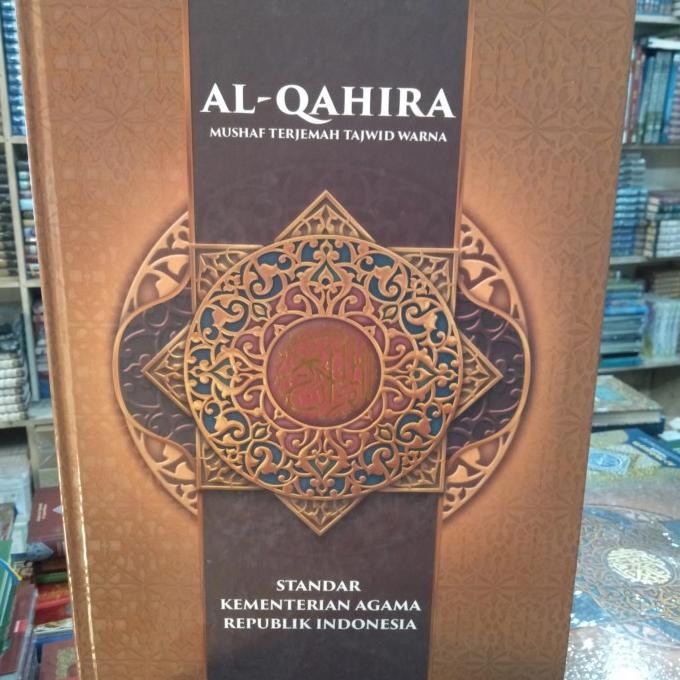 AL-QAHIRA
MUSHAF TERJEMAH TAJWID WARNA
STANDAR
KEMENTERIAN AGAMA
REPUBLIK INDONESIA